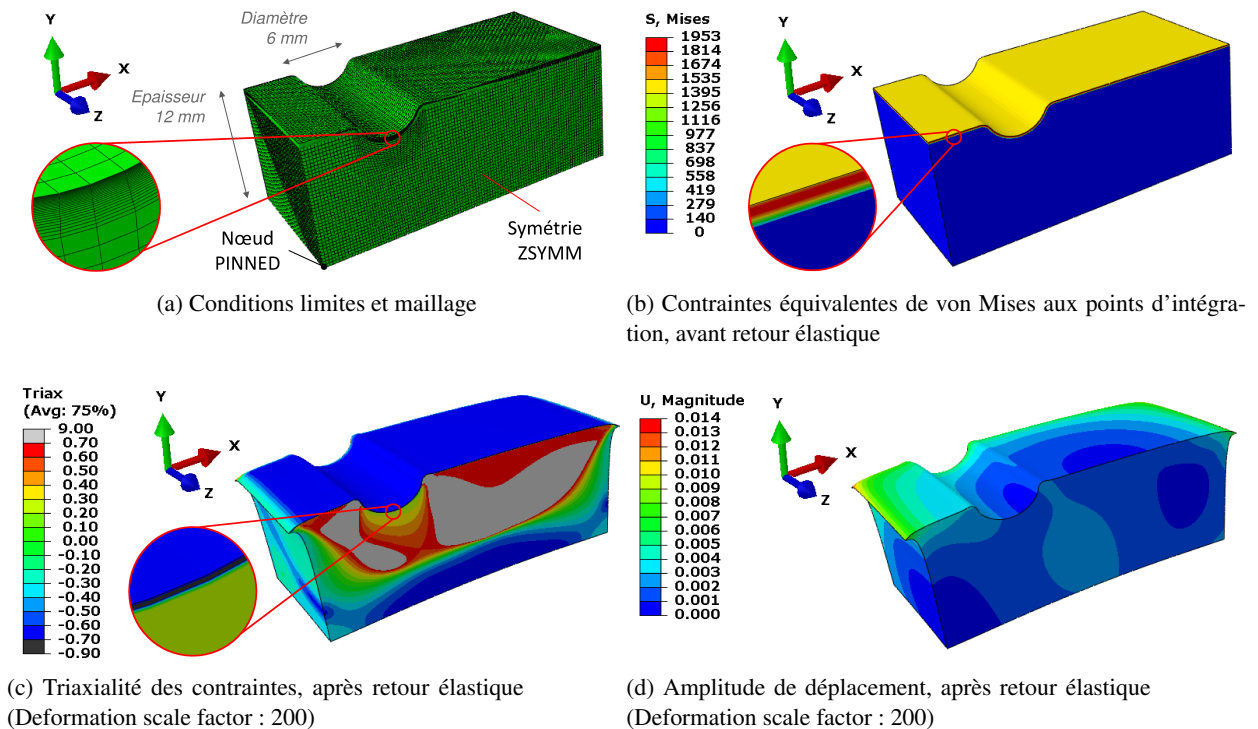 Diamètre
6 mm
Y
X
Z
Epaisseur
12 mm
Nœud
PINNED
Symétrie
ZSYMM
(a) Conditions limites et maillage
S, Mises
1953
1814
1674
1535
1395
1256
1116
977
837
698
558
419
279
140
0
Y
X
Z
(b) Contraintes équivalentes de von Mises aux points d'intégra-
tion, avant retour élastique
Triax
(Avg: 75%)
9.00
0.70
0.60
0.50
0.40
0.30
0.20
0.10
0.00
-0.10
-0.20
-0.30
-0.40
-0.50
-0.60
-0.70
-0.90
Y
X
Z
(c) Triaxialité des contraintes, après retour élastique
(Deformation scale factor : 200)
U, Magnitude
0.014
0.013
0.012
0.011
0.010
0.009
0.008
0.007
0.006
0.005
0.004
0.003
0.002
0.001
0.000
Y
X
Z
(d) Amplitude de déplacement, après retour élastique
(Deformation scale factor : 200)